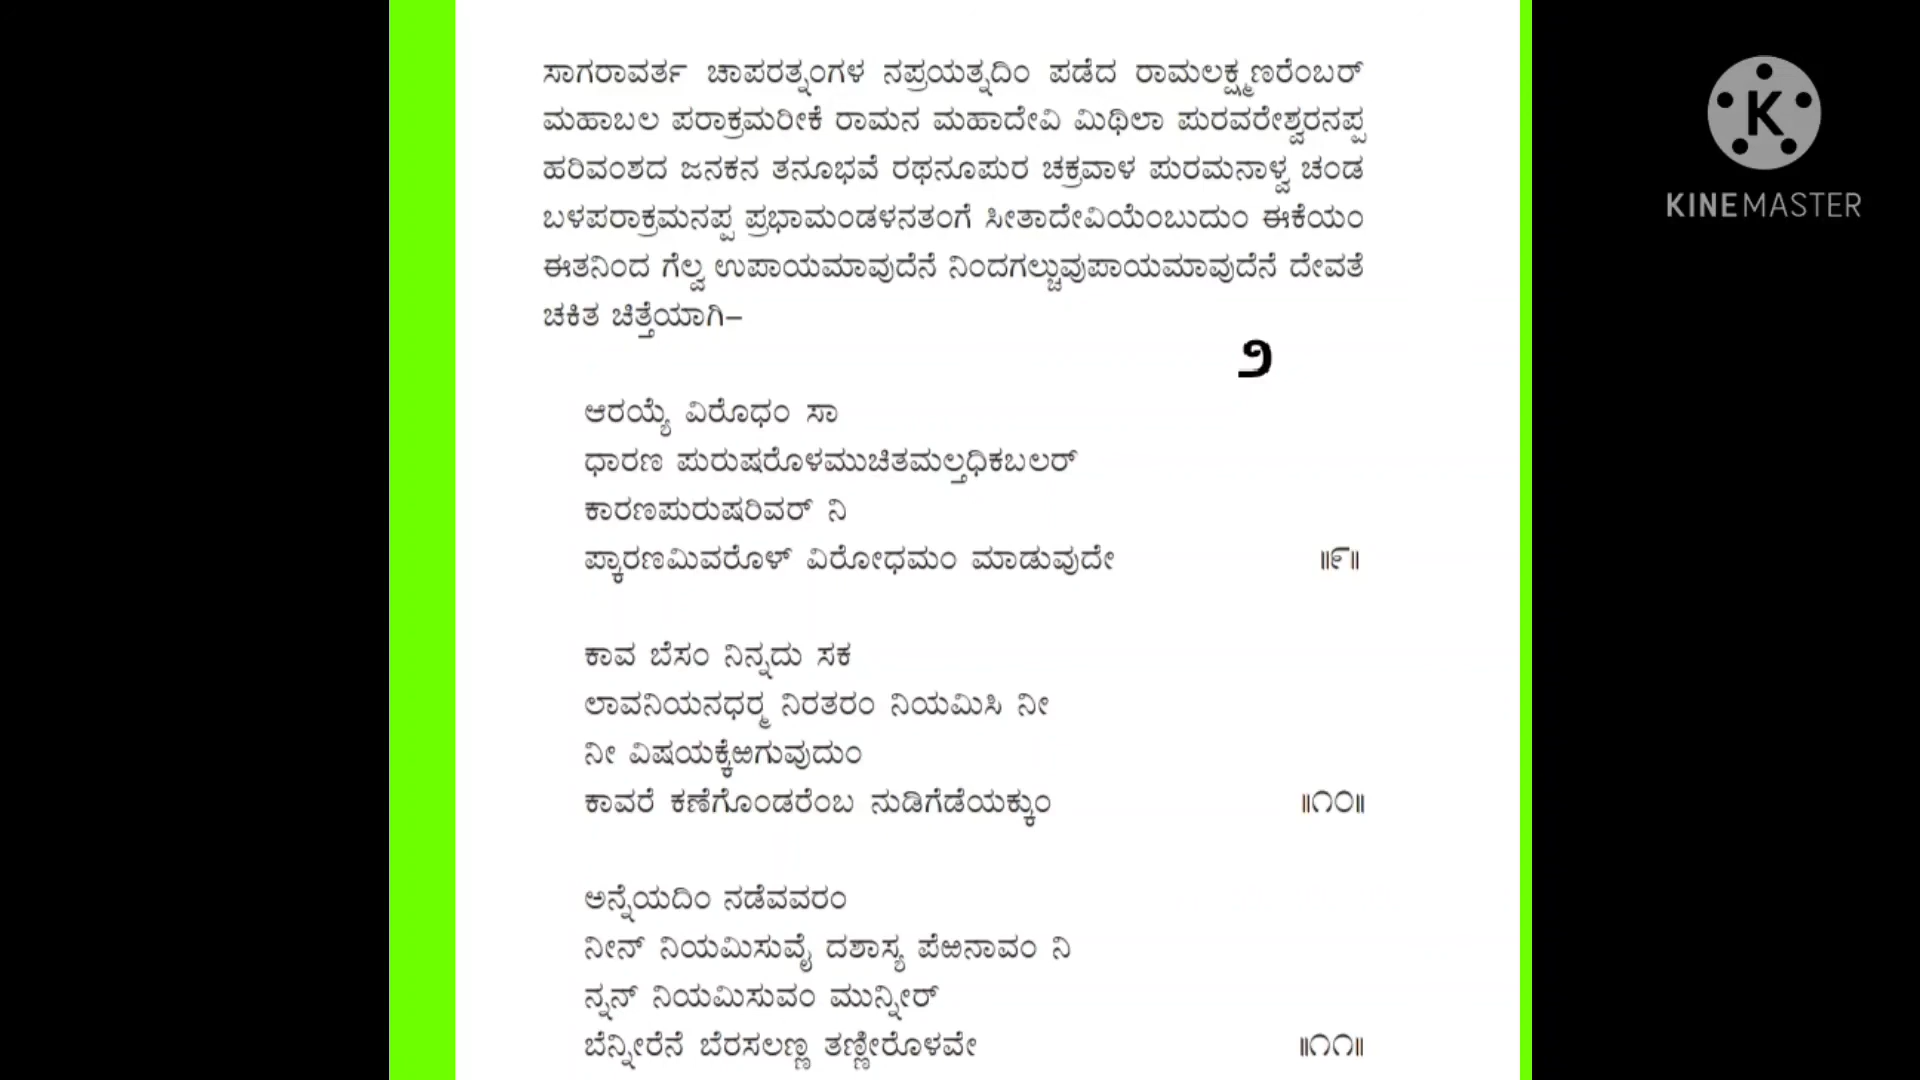 ಸಾಗರಾವರ್ತ ಚಾಪರತ್ನಂಗಳ ನಪ್ರಯತ್ನದಿಂ ಪಡೆದ ರಾಮಲಕ್ಷ್ಮಣರೆಂಬರ್
ಮಹಾಬಲ ಪರಾಕ್ರಮರೀಕೆ ರಾಮನ ಮಹಾದೇವಿ ಮಿಥಿಲಾ ಪುರವರೇಶ್ವರನಪ್ಪ
ಹರಿವಂಶದ ಜನಕನ ತನೂಭವೆ ರಥನೂಪುರ ಚಕ್ರವಾಳ ಪುರಮನಾಳ್ವ ಚಂಡ
ಬಳಪರಾಕ್ರಮನಪ್ಪ ಪ್ರಭಾಮಂಡಳನತಂಗೆ ಸೀತಾದೇವಿಯೆಂಬುದುಂ ಈಕೆಯಂ
ಈತನಿಂದ ಗೆಲ್ವ ಉಪಾಯಮಾವುದೆನೆ ನಿಂದಗಲ್ಚುವುಪಾಯಮಾವುದೆನೆ ದೇವತೆ
ಚಕಿತ ಚಿತ್ತೆಯಾಗಿ–
೨
ಆರಯ್ಯೆ ವಿರೊಧಂ ಸಾ
ಧಾರಣ ಪುರುಷರೊಳಮುಚಿತಮಲ್ತಧಿಕಬಲರ್
ಕಾರಣಪುರುಷರಿವರ್ ನಿ
ಪ್ಕಾರಣಮಿವರೊಳ್ ವಿರೋಧಮಂ ಮಾಡುವುದೇ ॥೯॥
ಕಾವ ಬೆಸಂ ನಿನ್ನದು ಸಕ
ಲಾವನಿಯನಧರ‍್ಮ ನಿರತರಂ ನಿಯಮಿಸಿ ನೀ
ನೀ ವಿಷಯಕ್ಕೆಱಗುವುದುಂ
ಕಾವರೆ ಕಣೆಗೊಂಡರೆಂಬ ನುಡಿಗೆಡೆಯಕ್ಕುಂ ॥೧೦॥
ಅನ್ನೆಯದಿಂ ನಡೆವವರಂ
ನೀನ್ ನಿಯಮಿಸುವೈ ದಶಾಸ್ಯ ಪೆಱನಾವಂ ನಿ
ನ್ನನ್ ನಿಯಮಿಸುವಂ ಮುನ್ನೀರ್
ಬೆನ್ನೀರೆನೆ ಬೆರಸಲಣ್ಣ ತಣ್ಣೀರೊಳವೇ ॥೧೧॥
K
KINEMASTER